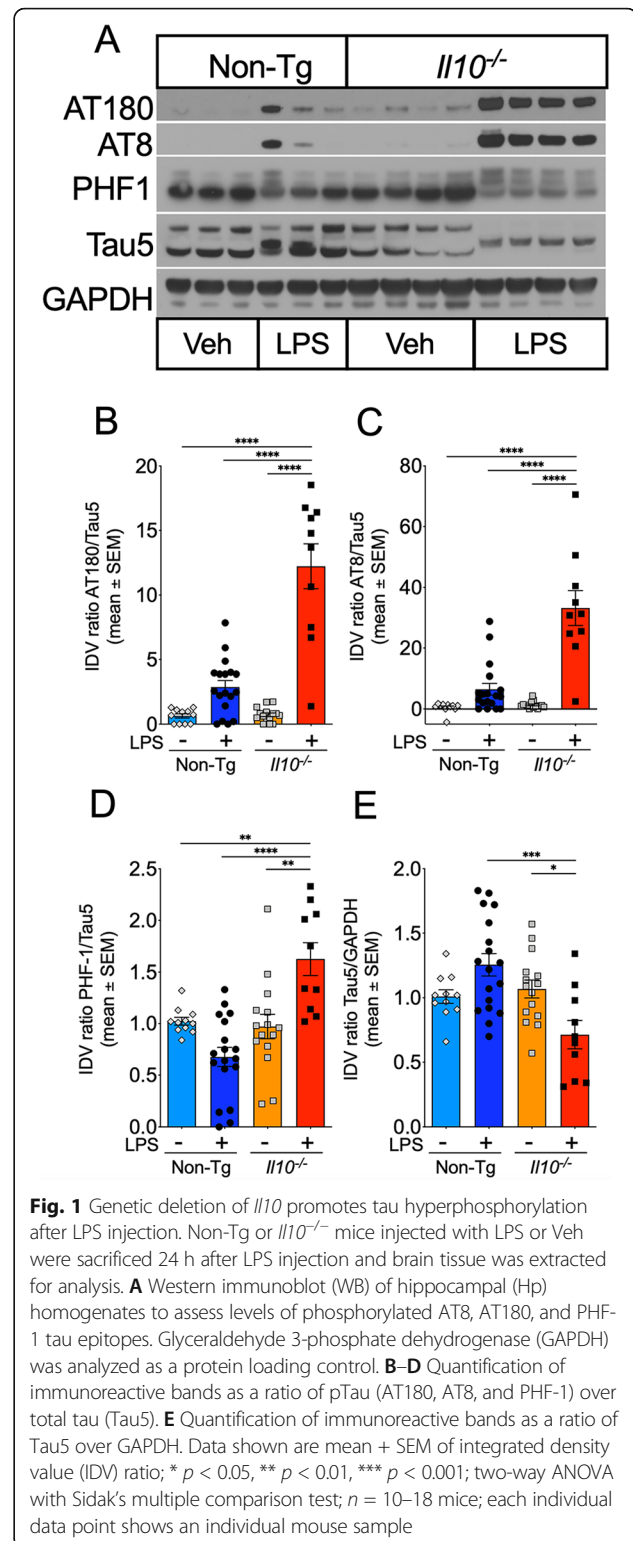 A
Non-Tg Il10-/-
AT180
AT8
PHF1
Tau5
GAPDH
Veh LPS Veh LPS
B
IDV ratio AT180/Tau5
(mean ± SEM)
20
15
10
5
0
****
****
****
LPS - + - +
Non-Tg Il10-/-
C
IDV ratio AT8/Tau5
(mean ± SEM)
80
60
40
20
0
****
****
****
LPS - + - +
Non-Tg Il10-/-
D
IDV ratio PHF-1/Tau5
(mean ± SEM)
2.5
2.0
1.5
1.0
0.5
0.0
**
****
**
LPS - + - +
Non-Tg Il10-/-
E
IDV ratio Tau5/GAPDH
(mean ± SEM)
2.0
1.5
1.0
0.5
0.0
***
*
LPS - + - +
Non-Tg Il10-/-
Fig. 1 Genetic deletion of Il10 promotes tau hyperphosphorylation
after LPS injection. Non-Tg or Il10−/− mice injected with LPS or Veh
were sacrificed 24 h after LPS injection and brain tissue was extracted
for analysis. A Western immunoblot (WB) of hippocampal (Hp)
homogenates to assess levels of phosphorylated AT8, AT180, and PHF-
1 tau epitopes. Glyceraldehyde 3-phosphate dehydrogenase (GAPDH)
was analyzed as a protein loading control. B–D Quantification of
immunoreactive bands as a ratio of pTau (AT180, AT8, and PHF-1) over
total tau (Tau5). E Quantification of immunoreactive bands as a ratio of
Tau5 over GAPDH. Data shown are mean + SEM of integrated density
value (IDV) ratio; * p < 0.05, ** p < 0.01, *** p < 0.001; two-way ANOVA
with Sidak's multiple comparison test; n = 10–18 mice; each individual
data point shows an individual mouse sample